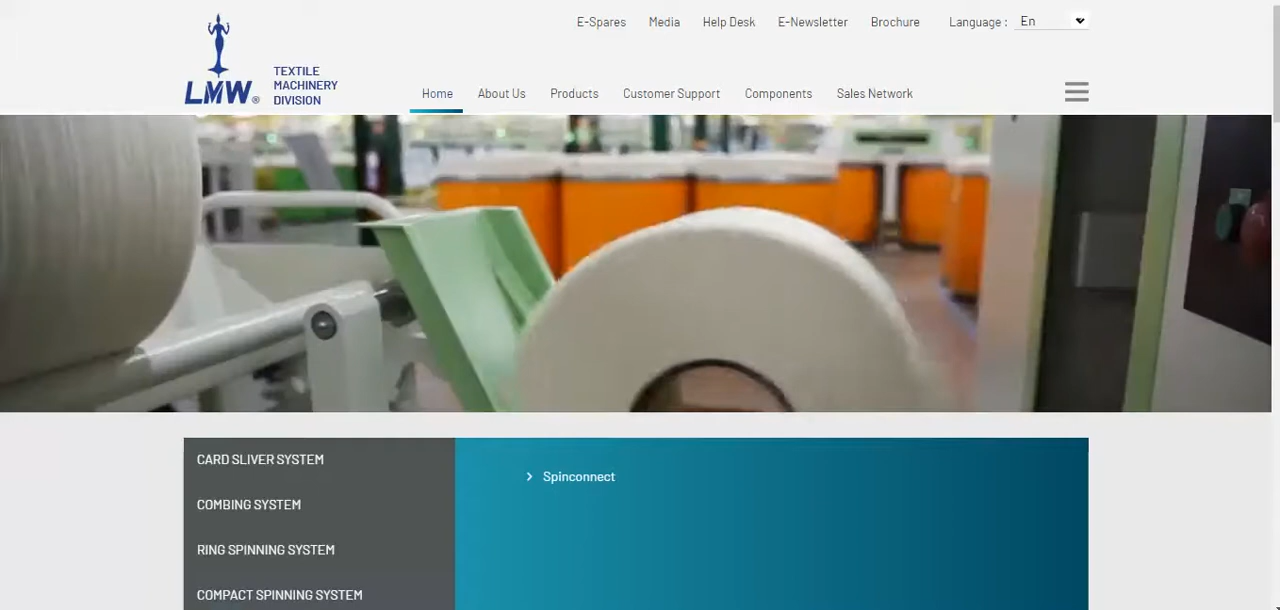 E-Spares Media Help Desk E-Newsletter Brochure Language : En
LMW®
TEXTILE
MACHINERY
DIVISION
Home About Us Products Customer Support Components Sales Network
CARD SLIVER SYSTEM
COMBING SYSTEM
RING SPINNING SYSTEM
COMPACT SPINNING SYSTEM
Spinconnect